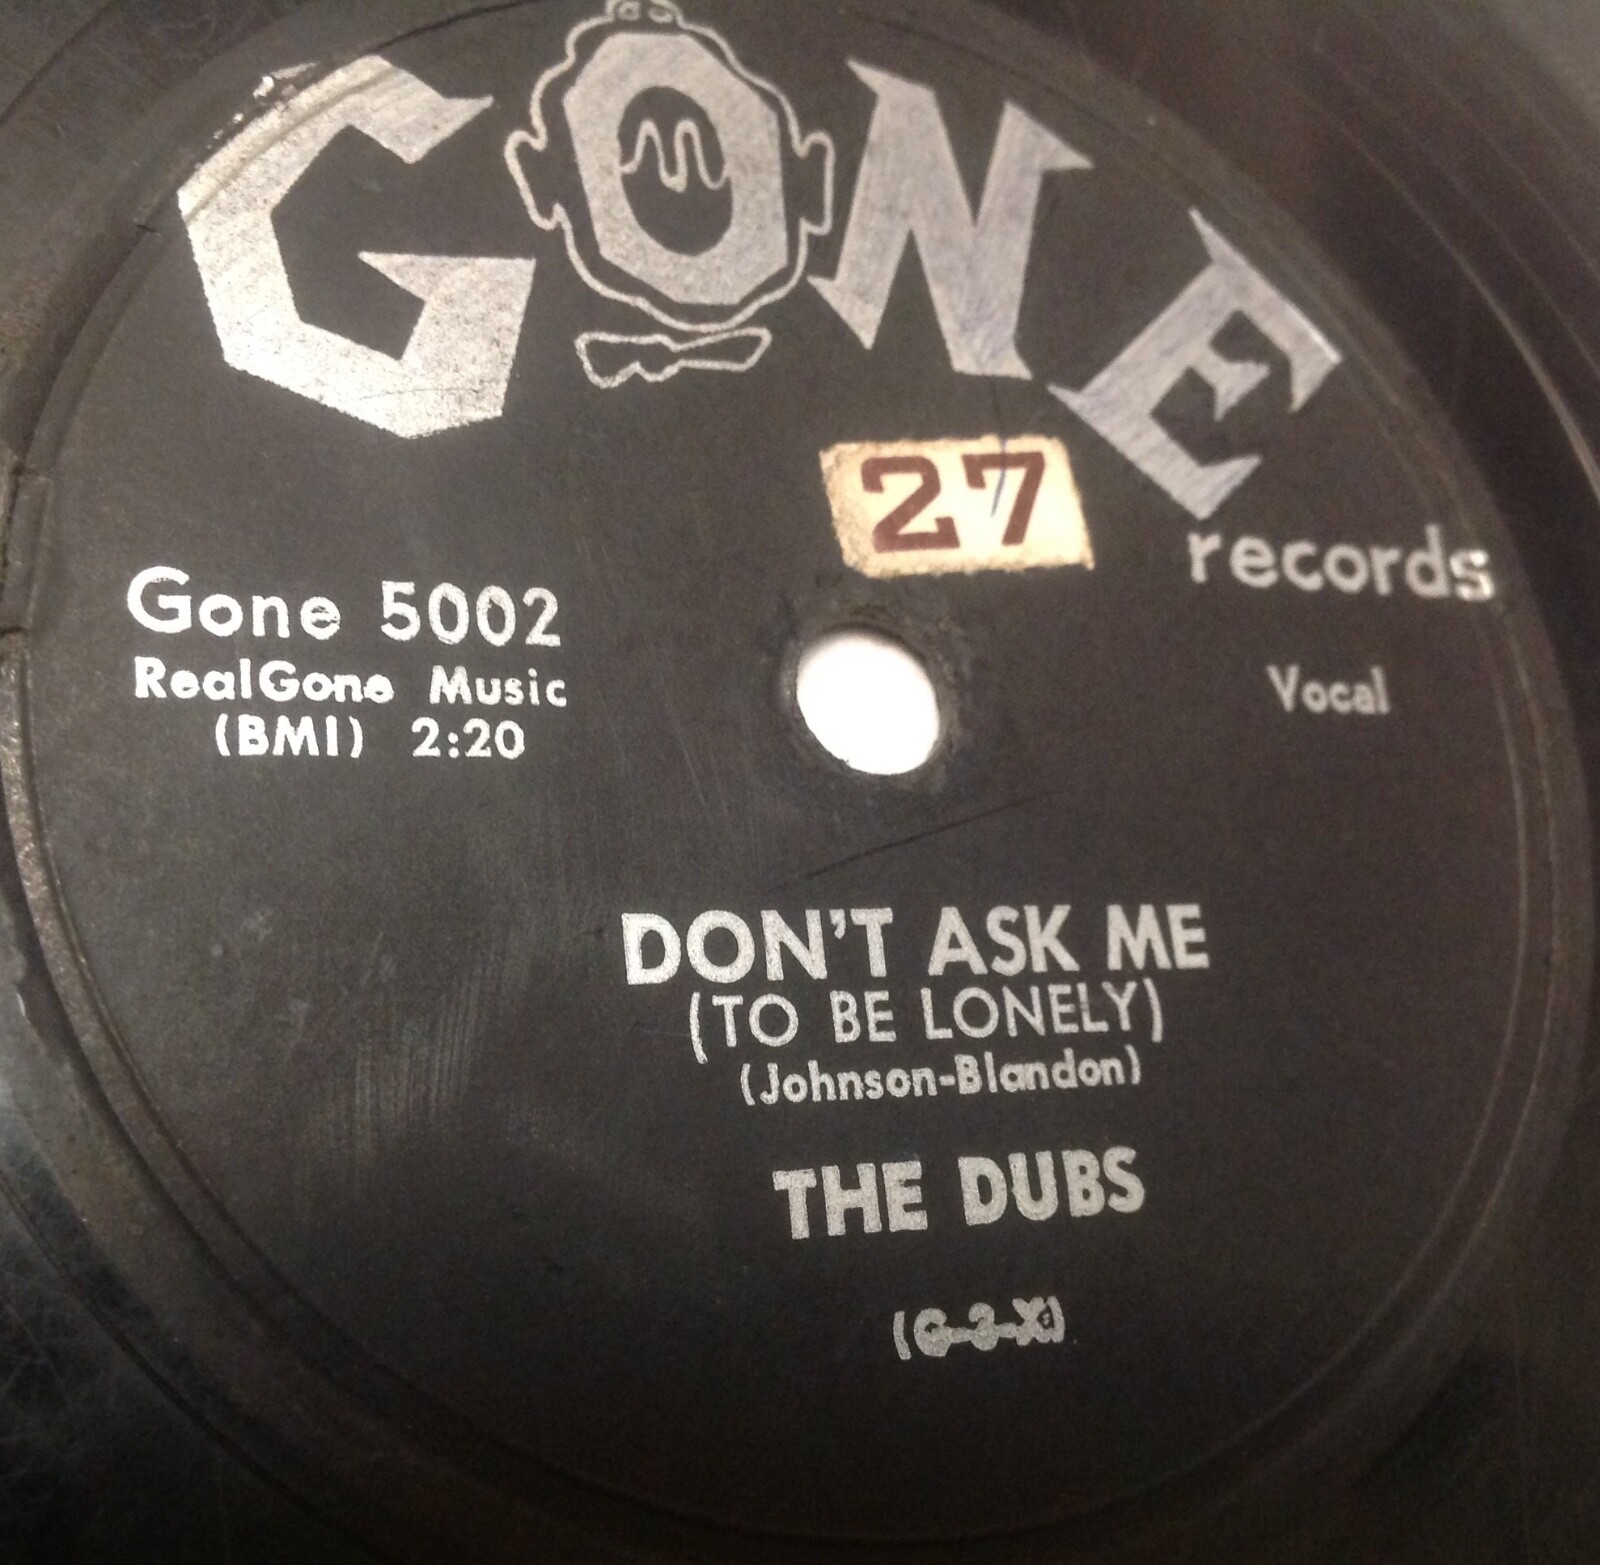 GONE
records
27
Gone 5002
RealGone Music
(BMI) 2:20
Vocal
DON'T ASK ME
(TO BE LONELY)
(Johnson-Blandon)
THE DUBS